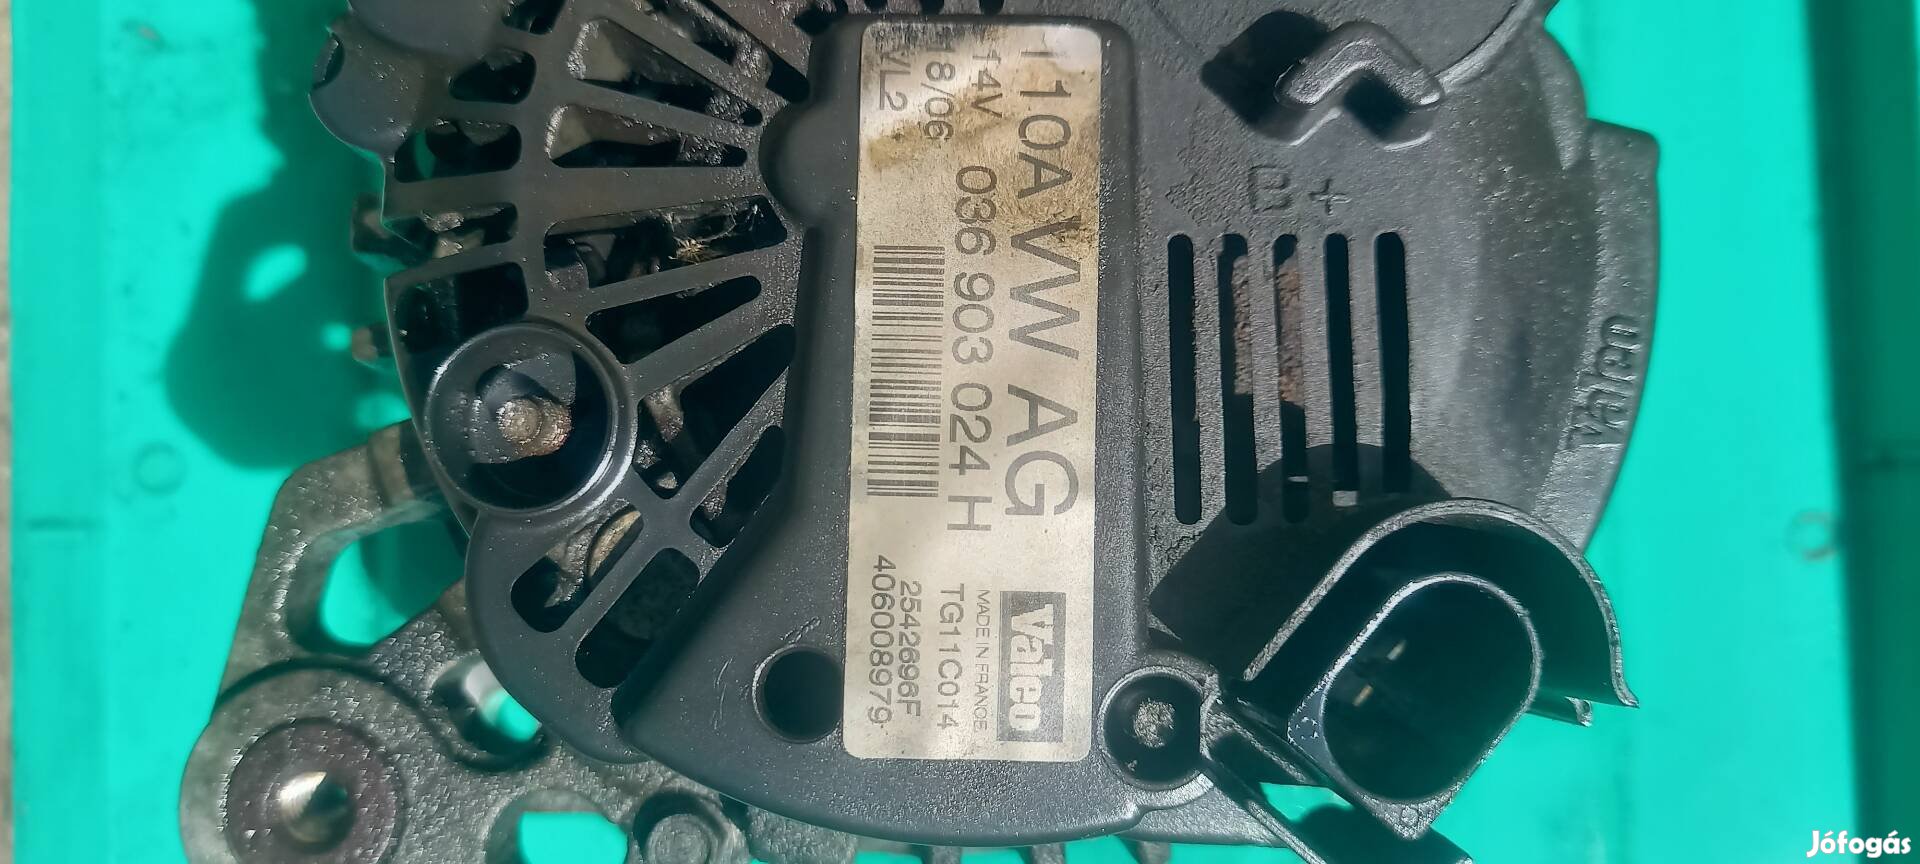 110A VW AG
14V 036 903 024 H
18/06
VL2
Valeo
MADE IN FRANCE
TG11C014
2542696F
406008979
B+
valeo
Jófogás